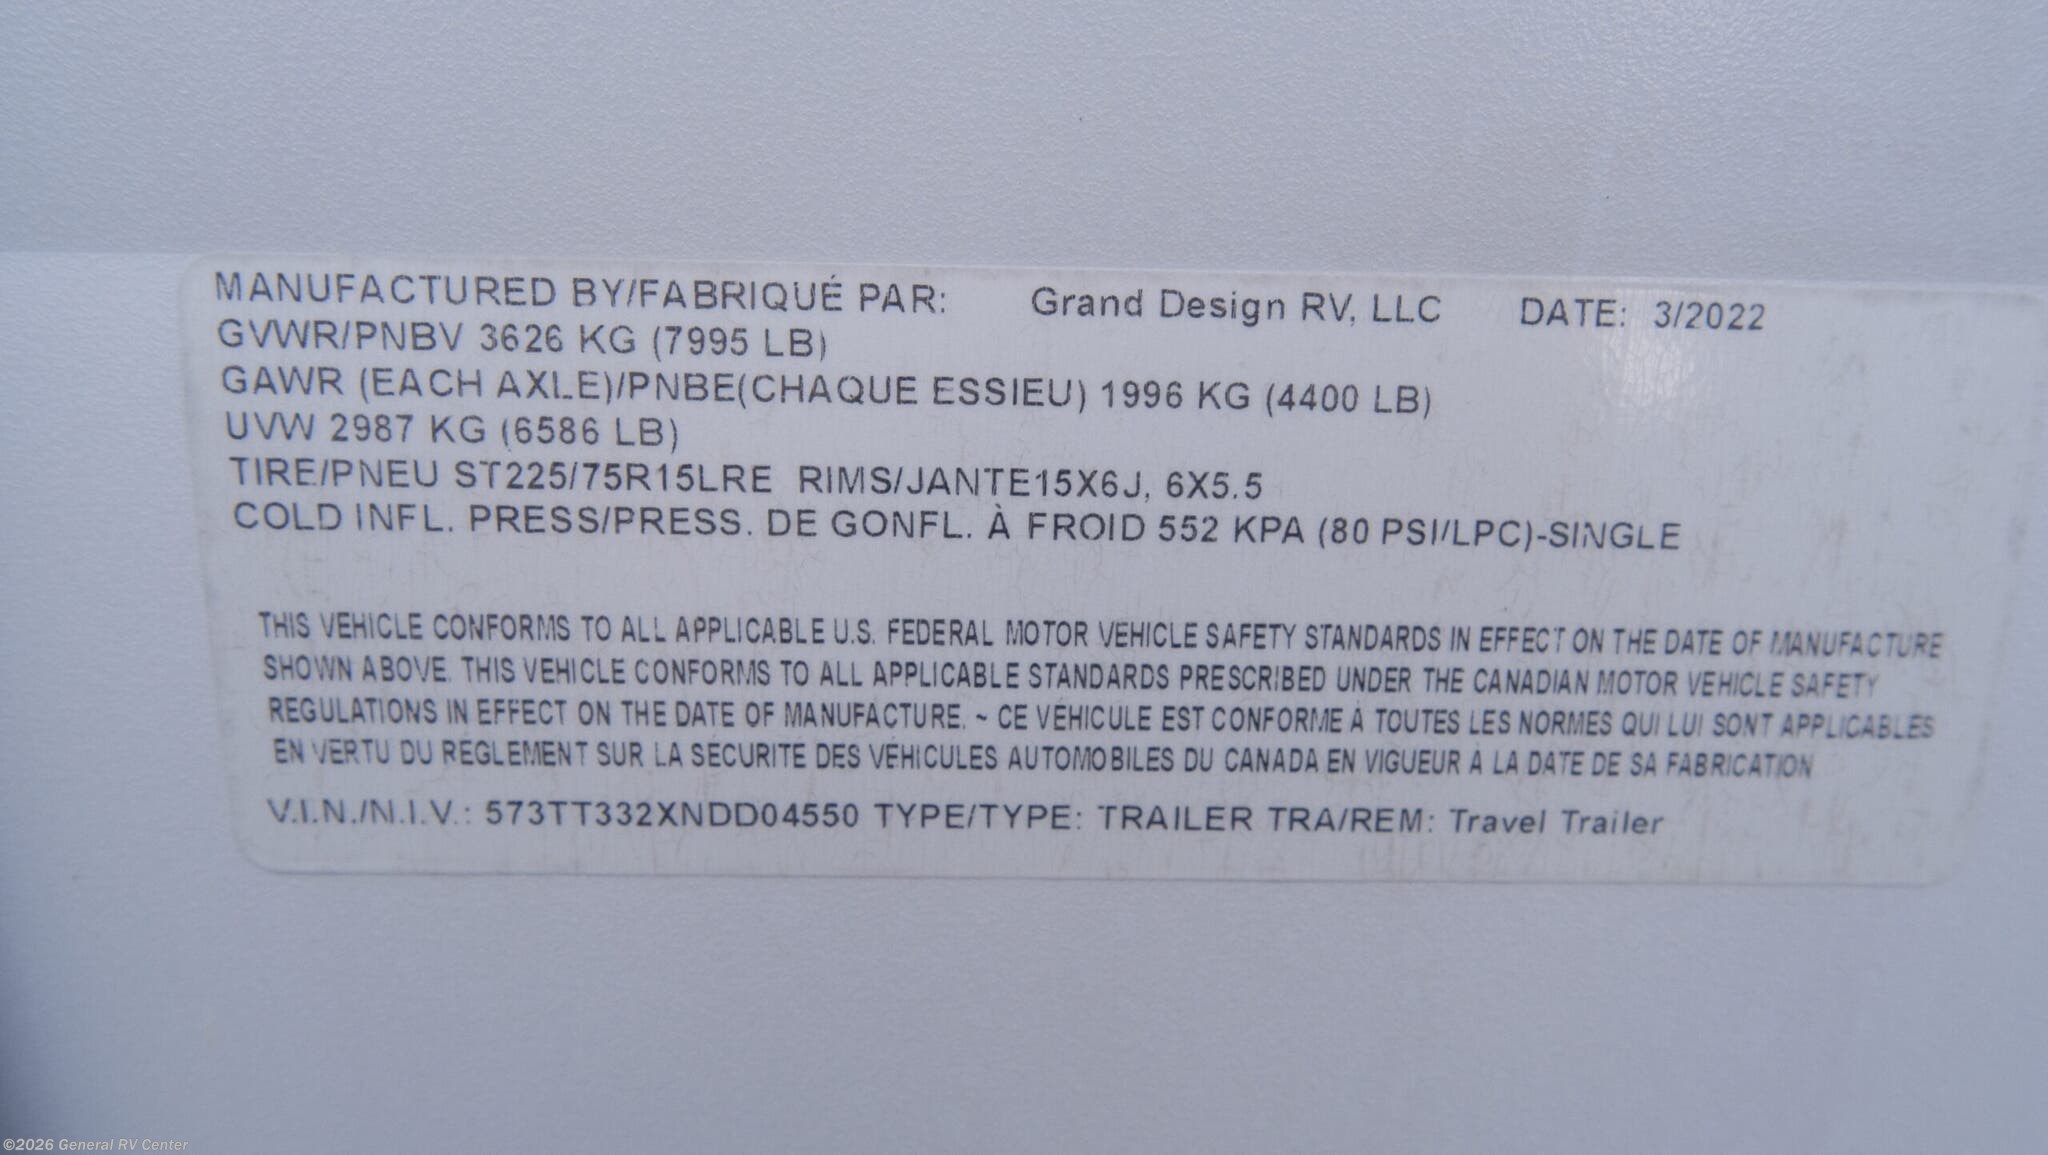 MANUFACTURED BY/FABRIQUÉ PAR: Grand Design RV, LLC DATE: 3/2022
GVWR/PNBV 3626 KG (7995 LB)
GAWR (EACH AXLE)/PNBE(CHAQUE ESSIEU) 1996 KG (4400 LB)
UVW 2987 KG (6586 LB)
TIRE/PNEU ST225/75R15LRE RIMS/JANTE15X6J, 6X5.5
COLD INFL. PRESS/PRESS. DE GONFL. À FROID 552 KPA (80 PSI/LPC)-SINGLE
THIS VEHICLE CONFORMS TO ALL APPLICABLE U.S. FEDERAL MOTOR VEHICLE SAFETY STANDARDS IN EFFECT ON THE DATE OF MANUFACTURE
SHOWN ABOVE. THIS VEHICLE CONFORMS TO ALL APPLICABLE STANDARDS PRESCRIBED UNDER THE CANADIAN MOTOR VEHICLE SAFETY
REGULATIONS IN EFFECT ON THE DATE OF MANUFACTURE. ~ CE VÉHICULE EST CONFORME À TOUTES LES NORMES QUI LUI SONT APPLICABLES
EN VERTU DU RÈGLEMENT SUR LA SÉCURITÉ DES VÉHICULES AUTOMOBILES DU CANADA EN VIGUEUR À LA DATE DE SA FABRICATION
V.I.N./N.I.V.: 573TT332XNDD04550 TYPE/TYPE: TRAILER TRA/REM: Travel Trailer
©2026 General RV Center